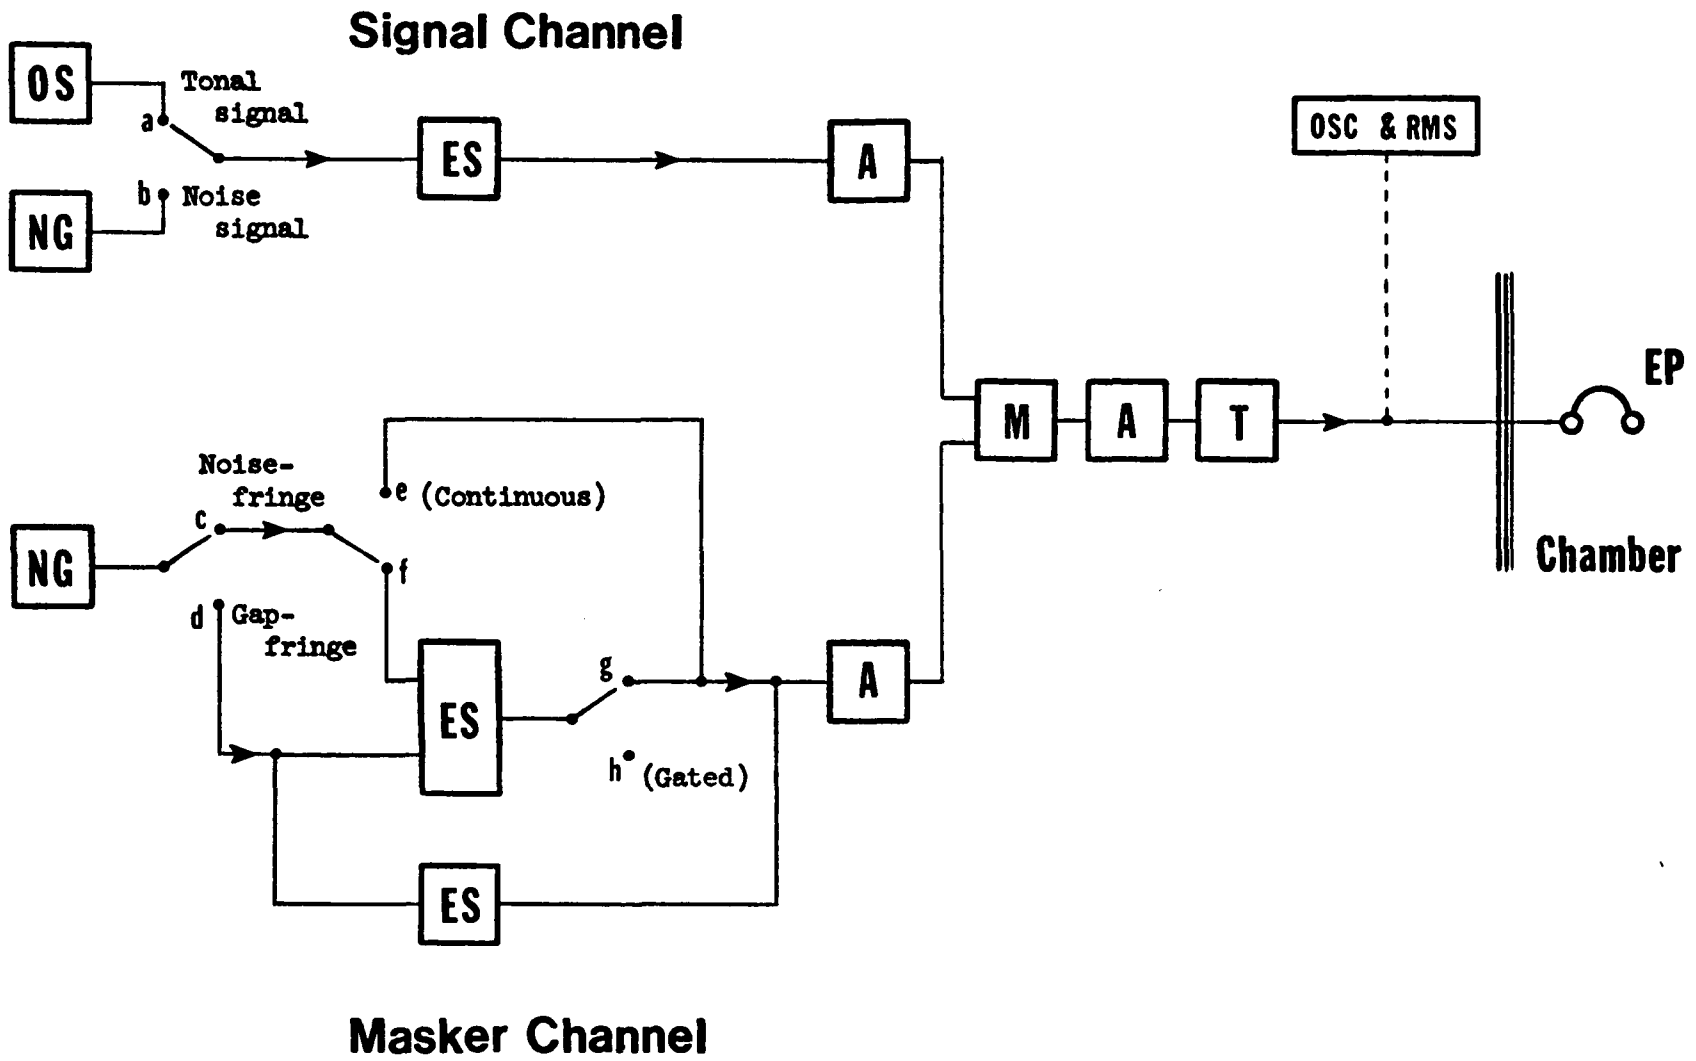 Signal Channel
OS
Tonal
signal
a
b
Noise
signal
NG
ES
A
OSC & RMS
M
A
T
EP
Chamber
Noise-
fringe
c
e (Continuous)
NG
f
d
Gap-
fringe
g
ES
h (Gated)
A
ES
Masker Channel